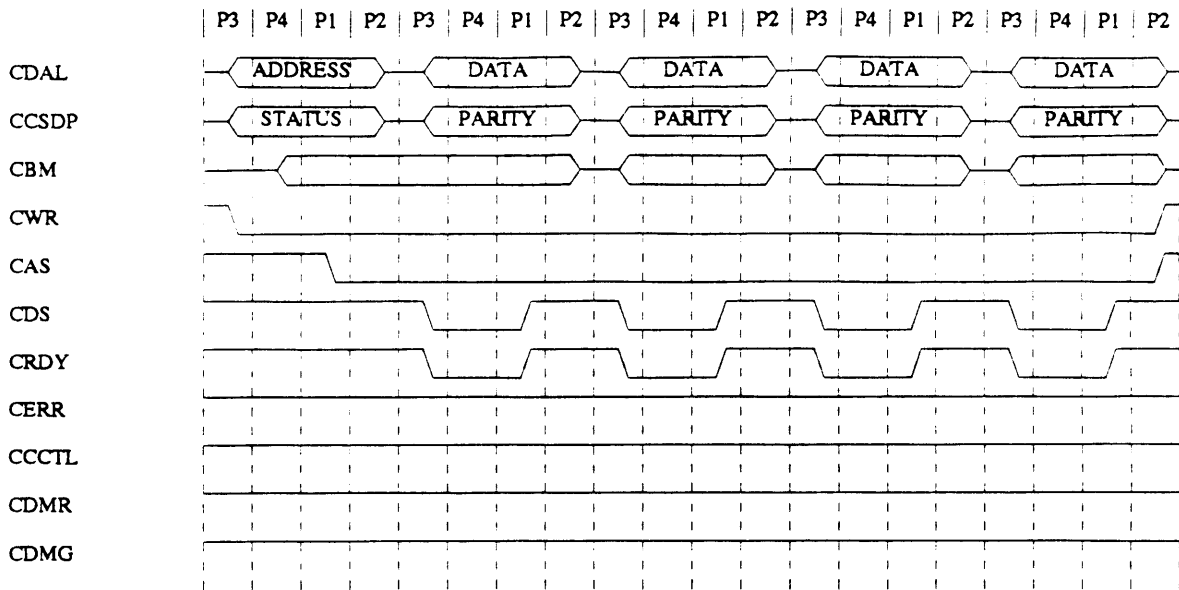 P3 P4 P1 P2 P3 P4 P1 P2 P3 P4 P1 P2 P3 P4 P1 P2 P3 P4 P1 P2
CDAL ADDRESS DATA DATA DATA DATA
CCSDP STATUS PARITY PARITY PARITY PARITY
CBM
CWR
CAS
CDS
CRDY
CERR
CCCTL
CDMR
CDMG